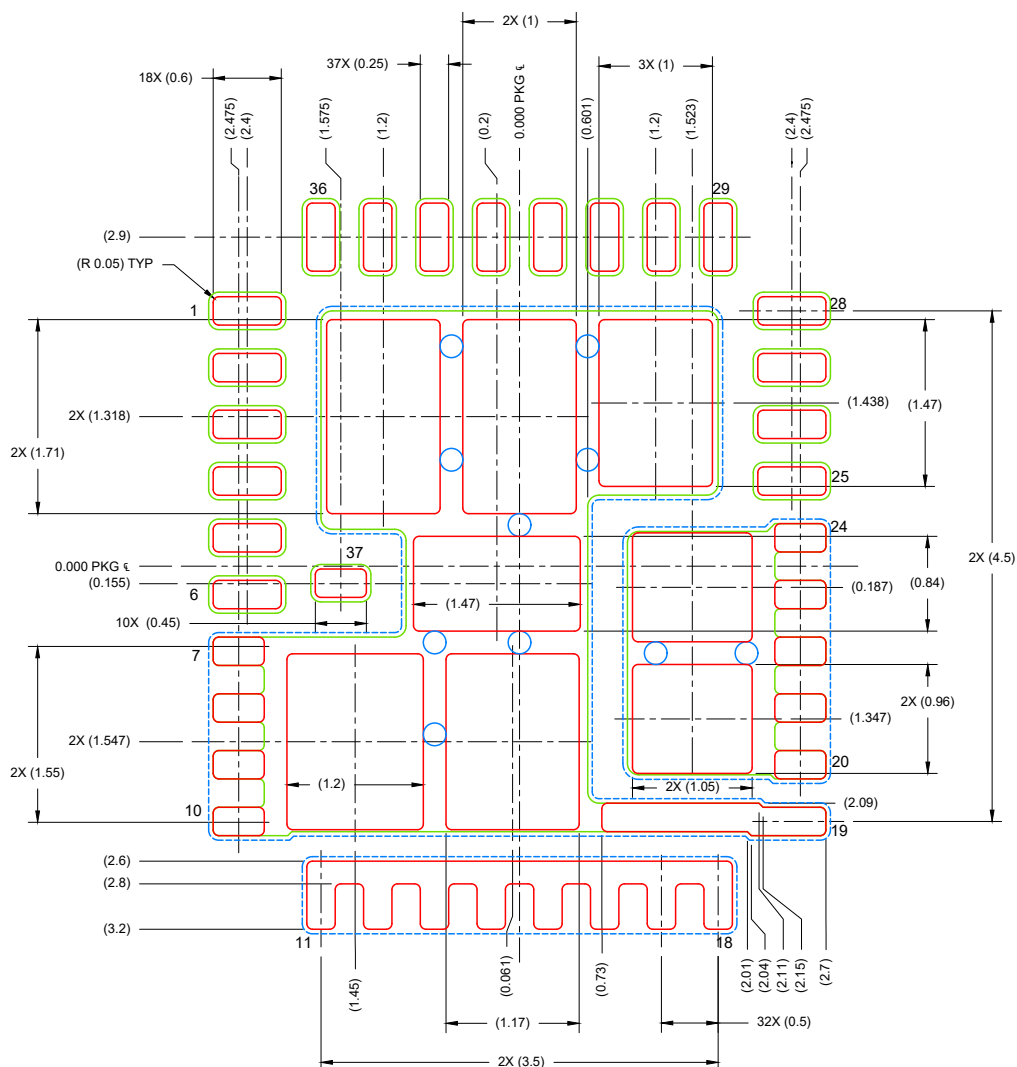 2X (1)
37X (0.25)
3X (1)
18X (0.6)
(2.475)
(2.4)
(1.575)
(1.2)
(0.2)
0.000 PKG ℄
(0.601)
(1.2)
(1.523)
(2.4)
(2.475)
36
29
(2.9)
(R 0.05) TYP
1
28
2X (1.318)
(1.438)
(1.47)
2X (1.71)
25
24
37
0.000 PKG ℄
(0.155)
2X (4.5)
(0.187)
(0.84)
6
(1.47)
10X (0.45)
7
2X (0.96)
(1.347)
2X (1.547)
2X (1.55)
20
(1.2)
2X (1.05)
10
(2.09)
19
(2.6)
(2.8)
(3.2)
11
18
(1.45)
(0.061)
(0.73)
(2.01)
(2.04)
(2.11)
(2.15)
(2.7)
(1.17)
32X (0.5)
2X (3.5)